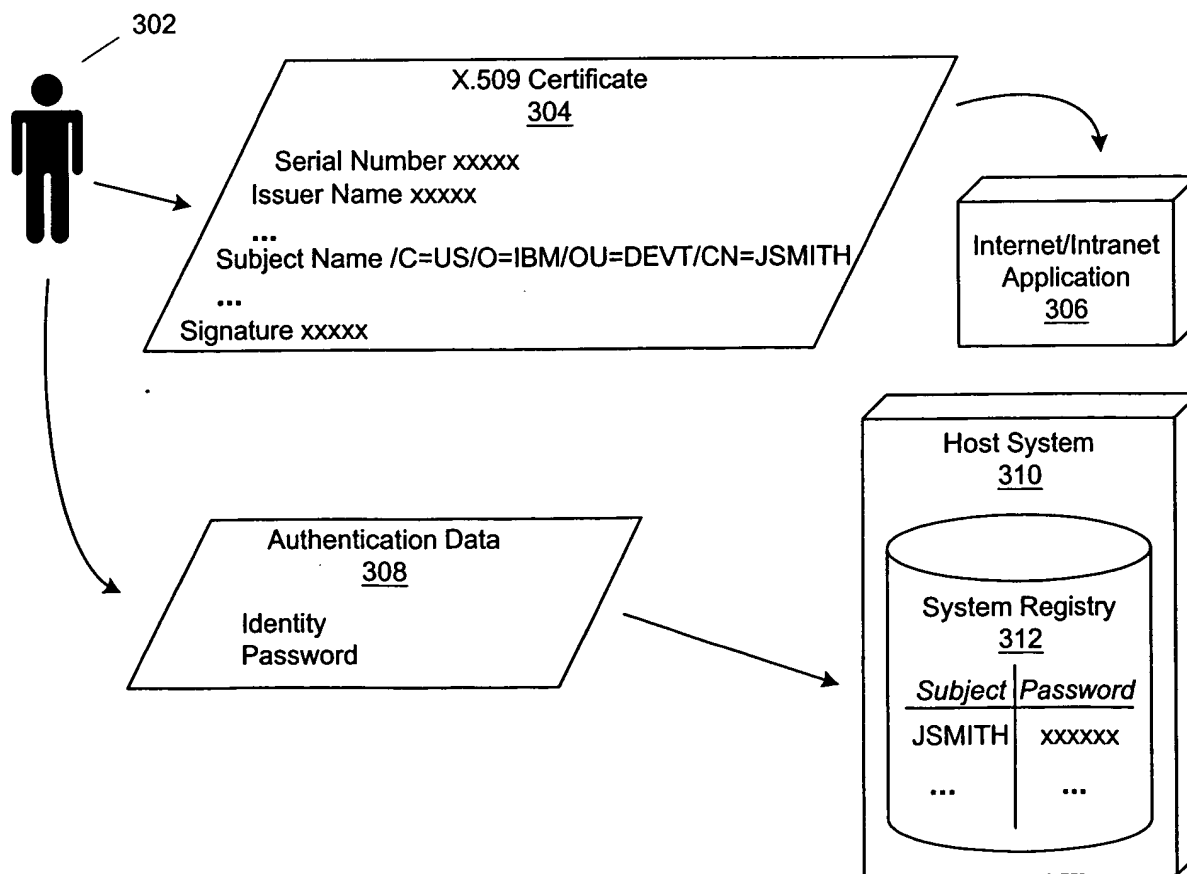 302
X.509 Certificate
304
Serial Number xxxxx
Issuer Name xxxxx
...
Subject Name /C=US/O=IBM/OU=DEVT/CN=JSMITH
...
Signature xxxxx
Internet/Intranet
Application
306
Host System
310
Authentication Data
308
Identity
Password
System Registry
312
Subject Password
JSMITH xxxxxx
... ...